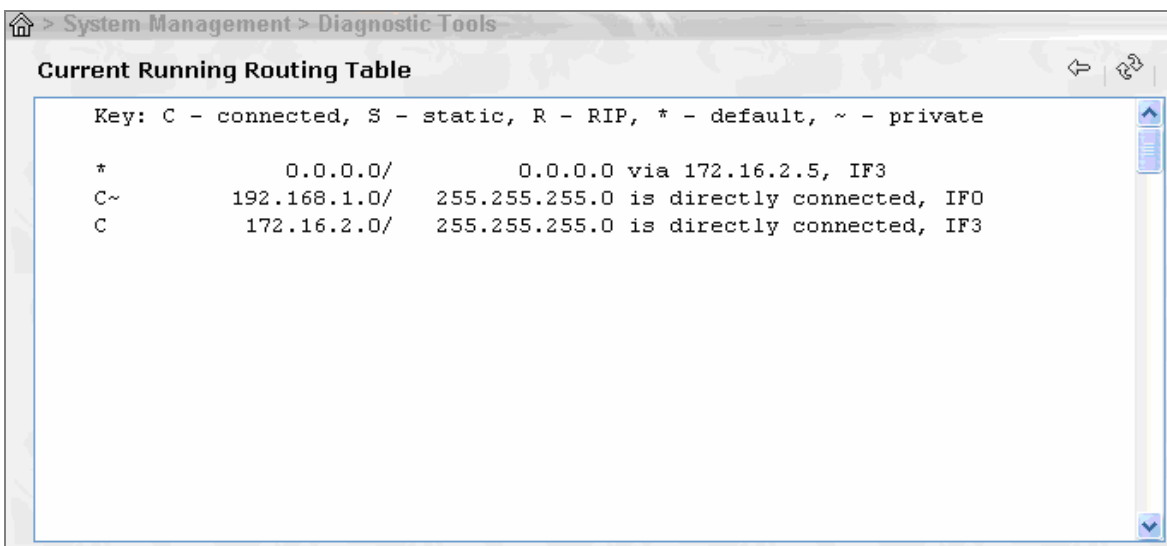 > System Management > Diagnostic Tools
Current Running Routing Table
Key: C - connected, S - static, R - RIP, * - default, ~ - private
* 0.0.0.0/ 0.0.0.0 via 172.16.2.5, IF3
C~ 192.168.1.0/ 255.255.255.0 is directly connected, IF0
C 172.16.2.0/ 255.255.255.0 is directly connected, IF3